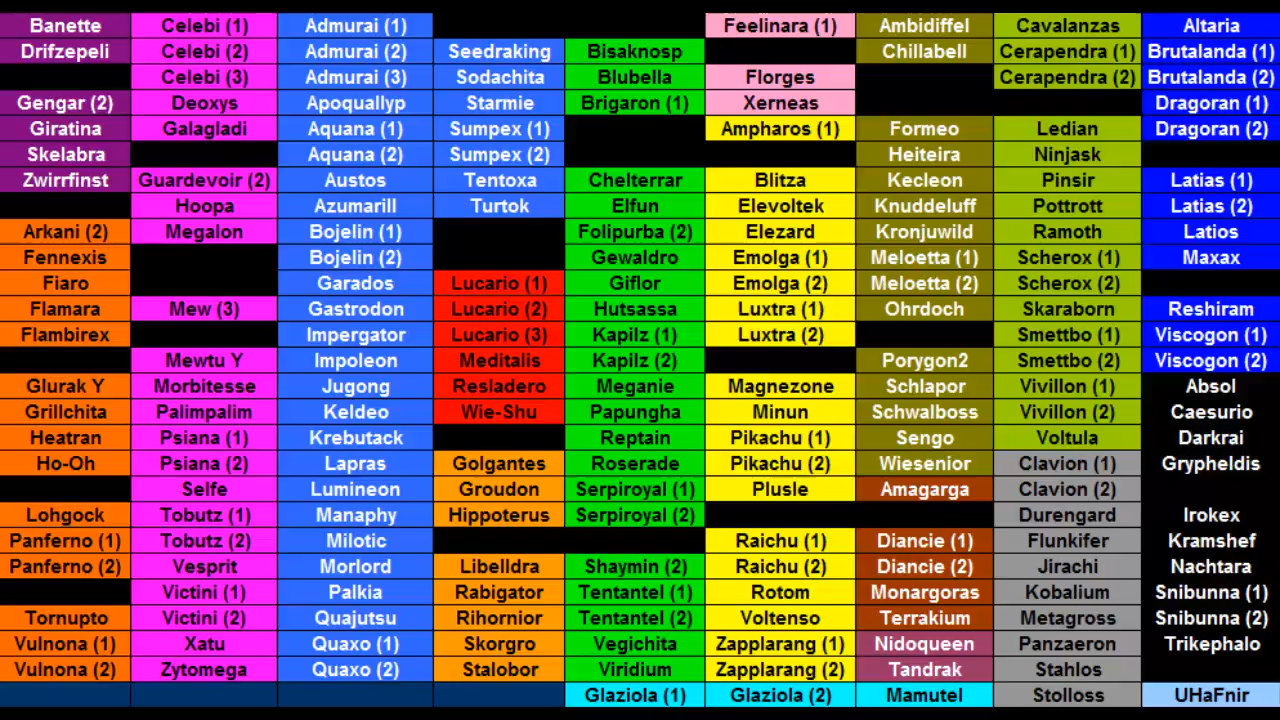 Banette Celebi (1) Admurai (1) Feelinara (1) Ambidiffel Cavalanzas Altaria
Drifzepeli Celebi (2) Admurai (2) Seedraking Bisaknosp Chillabell Cerapendra (1) Brutalanda (1)
Celebi (3) Admurai (3) Sodachita Blubella Florges Cerapendra (2) Brutalanda (2)
Gengar (2) Deoxys Apoquallyp Starmie Brigaron (1) Xerneas Dragoran (1)
Giratina Galagladi Aquana (1) Sumpex (1) Ampharos (1) Formeo Ledian Dragoran (2)
Skelabra Aquana (2) Sumpex (2) Heiteira Ninjask
Zwirrfinst Guardevoir (2) Austos Tentoxa Chelterrar Blitza Kecleon Pinsir Latias (1)
Hoopa Azumarill Turtok Elfun Elevoltek Knuddeluff Pottrott Latias (2)
Arkani (2) Megalon Bojelin (1) Folipurba (2) Elezard Kronjuwild Ramoth Latios
Fennexis Bojelin (2) Gewaldro Emolga (1) Meloetta (1) Scherox (1) Maxax
Fiaro Garados Lucario (1) Giflor Emolga (2) Meloetta (2) Scherox (2)
Flamara Mew (3) Gastrodon Lucario (2) Hutsassa Luxtra (1) Ohrdoch Skaraborn Reshiram
Flambirex Impergator Lucario (3) Kapilz (1) Luxtra (2) Smettbo (1) Viscogon (1)
Mewtu Y Impoleon Meditalis Kapilz (2) Porygon2 Smettbo (2) Viscogon (2)
Glurak Y Morbitesse Jugong Resladero Meganie Magnezone Schlapor Vivillon (1) Absol
Grillchita Palimpalim Keldeo Wie-Shu Papungha Minun Schwalboss Vivillon (2) Caesurio
Heatran Psiana (1) Krebutack Reptain Pikachu (1) Sengo Voltula Darkrai
Ho-Oh Psiana (2) Lapras Golgantes Roserade Pikachu (2) Wiesenior Clavion (1) Grypheldis
Selfe Lumineon Groudon Serpiroyal (1) Plusle Amagarga Clavion (2)
Lohgock Tobutz (1) Manaphy Hippoterus Serpiroyal (2) Durengard Irokex
Panferno (1) Tobutz (2) Milotic Raichu (1) Diancie (1) Flunkifer Kramshef
Panferno (2) Vesprit Morlord Libelldra Shaymin (2) Raichu (2) Diancie (2) Jirachi Nachtara
Victini (1) Palkia Rabigator Tentantel (1) Rotom Monargoras Kobalium Snibunna (1)
Tornupto Victini (2) Quajutsu Rihornior Tentantel (2) Voltenso Terrakium Metagross Snibunna (2)
Vulnona (1) Xatu Quaxo (1) Skorgro Vegichita Zapplarang (1) Nidoqueen Panzaeron Trikephalo
Vulnona (2) Zytomega Quaxo (2) Stalobor Viridium Zapplarang (2) Tandrak Stahlos
Glaziola (1) Glaziola (2) Mamutel Stolloss UHaFnir